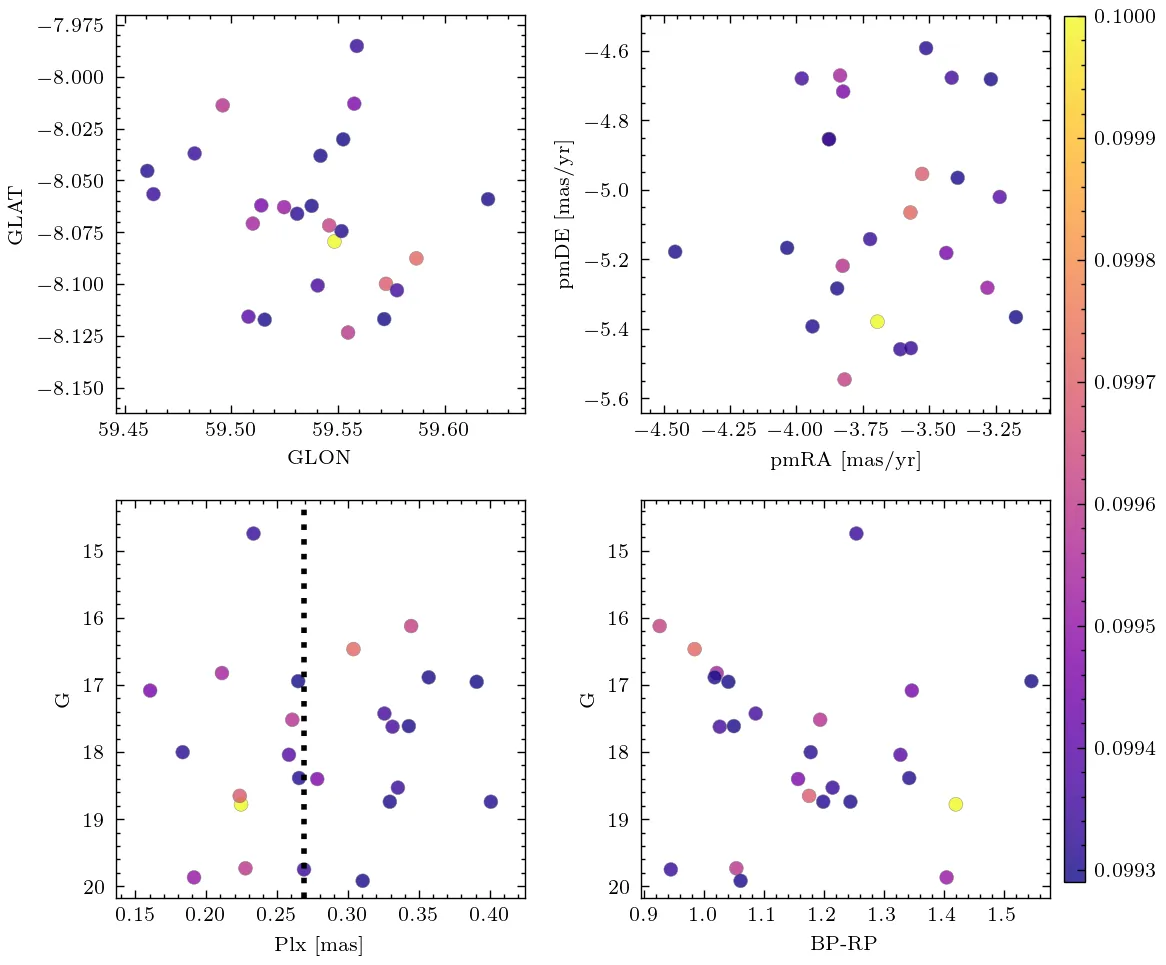 −7.975
−8.000
−8.025
−8.050
−8.075
−8.100
−8.125
−8.150
GLAT
59.45 59.50 59.55 59.60
GLON
−4.6
−4.8
−5.0
−5.2
−5.4
−5.6
pmDE [mas/yr]
−4.50 −4.25 −4.00 −3.75 −3.50 −3.25
pmRA [mas/yr]
15
16
17
18
19
20
G
0.15 0.20 0.25 0.30 0.35 0.40
Plx [mas]
15
16
17
18
19
20
G
0.9 1.0 1.1 1.2 1.3 1.4 1.5
BP-RP
0.1000
0.0999
0.0998
0.0997
0.0996
0.0995
0.0994
0.0993